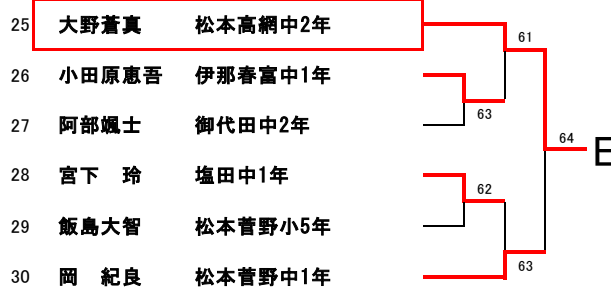 25 大野蒼真 松本高綱中2年
61
26 小田原恵吾 伊那春富中1年
63
27 阿部颯士 御代田中2年
64
28 宮下 玲 塩田中1年
62
29 飯島大智 松本菅野小5年
63
30 岡 紀良 松本菅野中1年